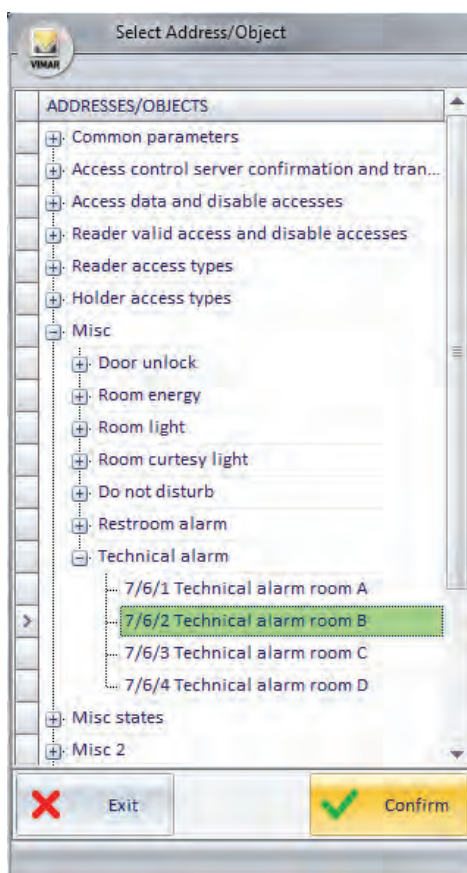 Select Address/Object
VIMAR
ADDRESSES/OBJECTS
Common parameters
Access control server confirmation and tran...
Access data and disable accesses
Reader valid access and disable accesses
Reader access types
Holder access types
Misc
Door unlock
Room energy
Room light
Room curtesy light
Do not disturb
Restroom alarm
Technical alarm
7/6/1 Technical alarm room A
7/6/2 Technical alarm room B
7/6/3 Technical alarm room C
7/6/4 Technical alarm room D
Misc states
Misc 2
Exit Confirm